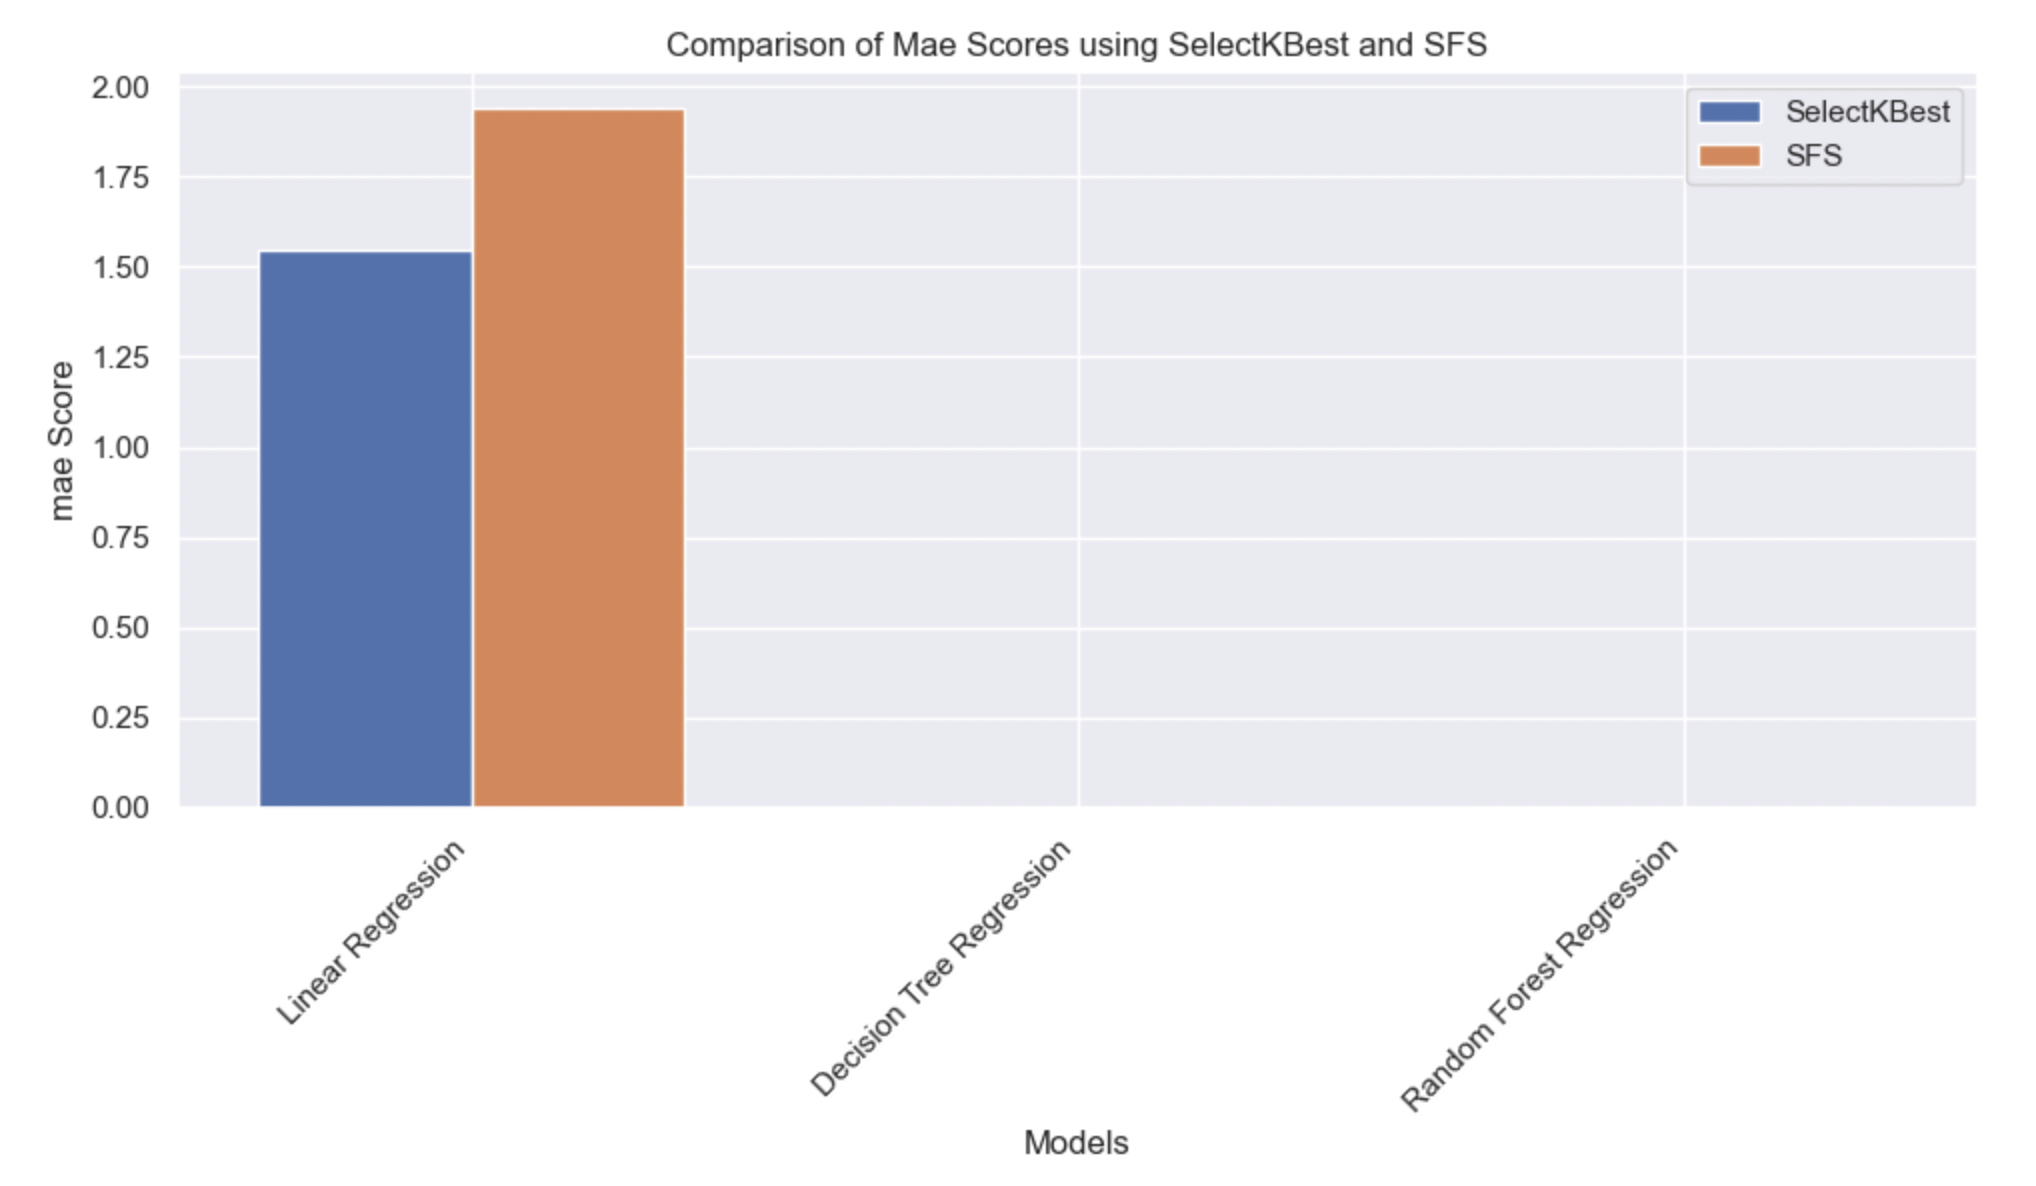 Comparison of Mae Scores using SelectKBest and SFS
SelectKBest
SFS
mae Score
2.00
1.75
1.50
1.25
1.00
0.75
0.50
0.25
0.00
Linear Regression
Decision Tree Regression
Random Forest Regression
Models